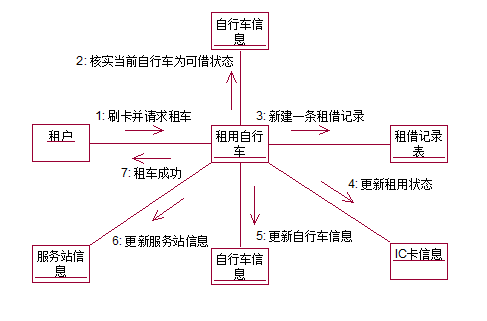 自行车信
息
2: 核实当前自行车为可借状态
1: 刷卡并请求租车
3: 新建一条租借记录
租户
租用自行
车
租借记录
表
7: 租车成功
4: 更新租用状态
6: 更新服务站信息
5: 更新自行车信息
服务站信
息
自行车信
息
IC卡信息